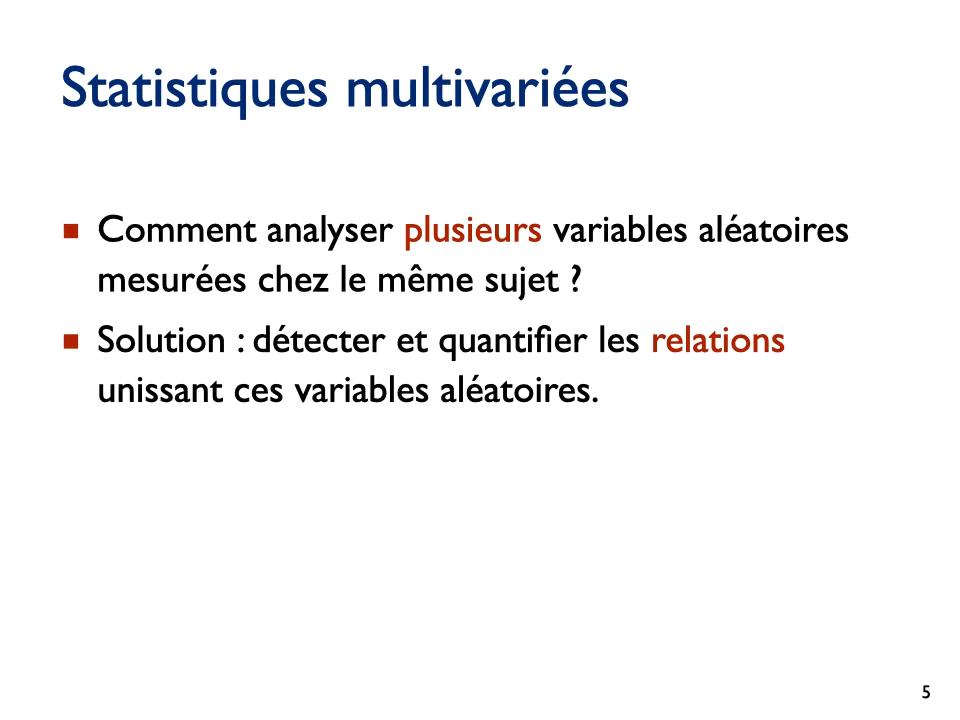 Statistiques multivariées
Comment analyser plusieurs variables aléatoires
mesurées chez le même sujet ?
Solution : détecter et quantifier les relations
unissant ces variables aléatoires.
5